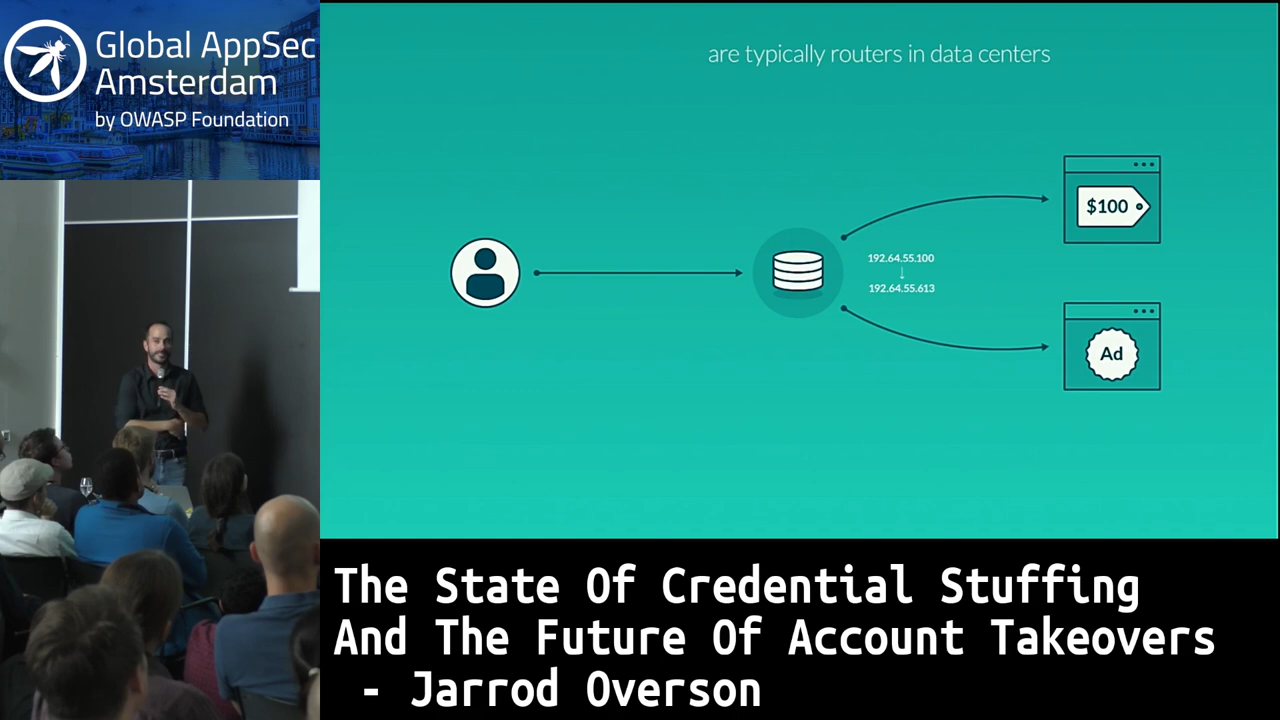 Global AppSec
Amsterdam
by OWASP Foundation
are typically routers in data centers
$100
192.64.55.100
↓
192.64.55.613
Ad
The State Of Credential Stuffing
And The Future Of Account Takeovers
- Jarrod Overson